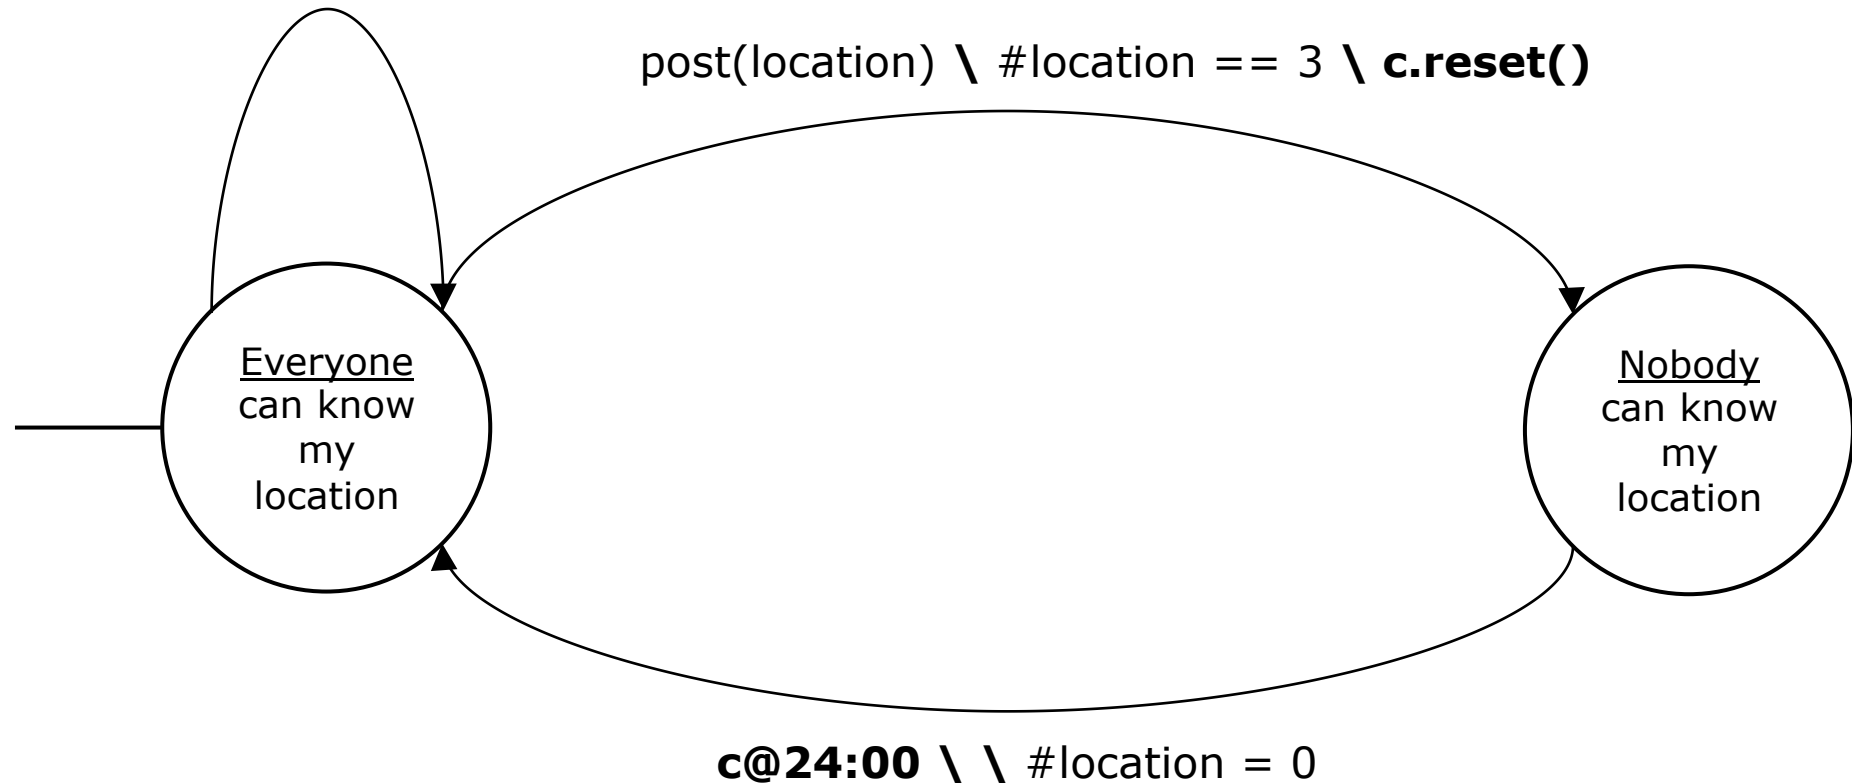 post(location) \ #location == 3 \ c.reset()
Everyone
can know
my
location
Nobody
can know
my
location
c@24:00 \ \ #location = 0